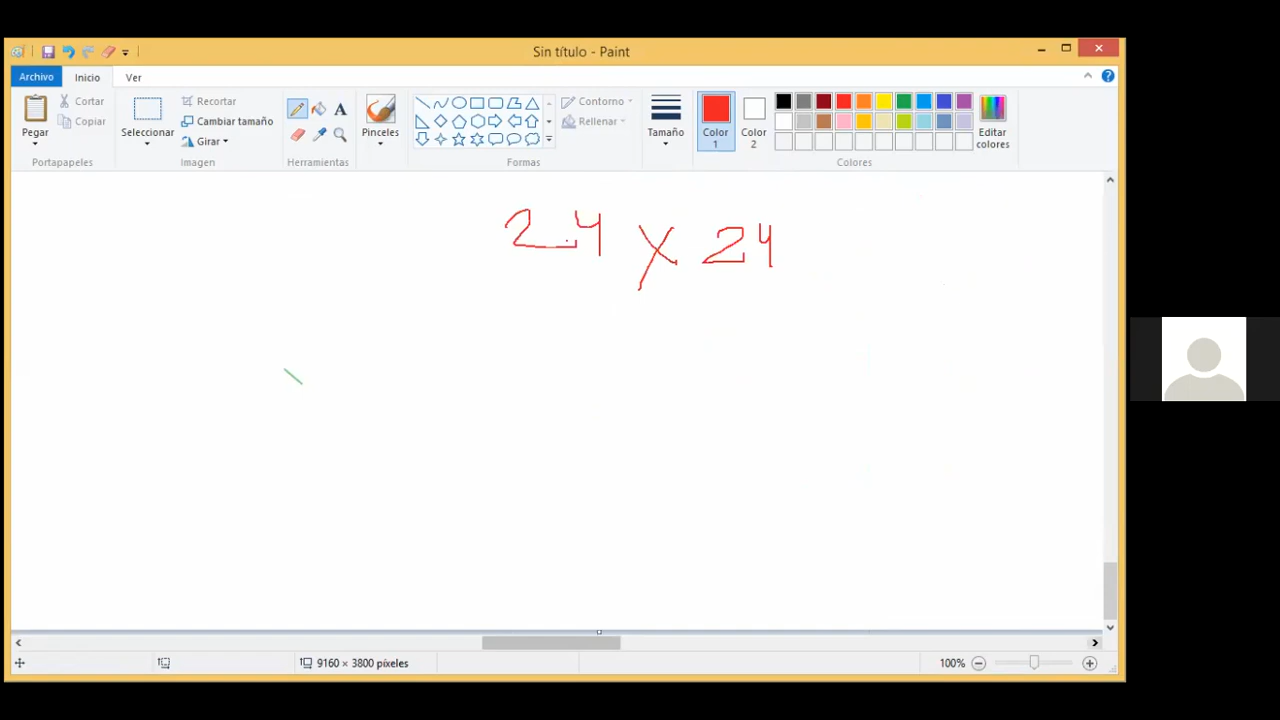 Sin título - Paint
Archivo Inicio Ver
Pegar
Cortar
Copiar
Portapapeles
Seleccionar
Recortar
Cambiar tamaño
Girar
Imagen
Herramientas
Pinceles
Contorno
Rellenar
Formas
Tamaño
Color 1
Color 2
Editar colores
Colores
24 x 24
9160 × 3800 píxeles
100%